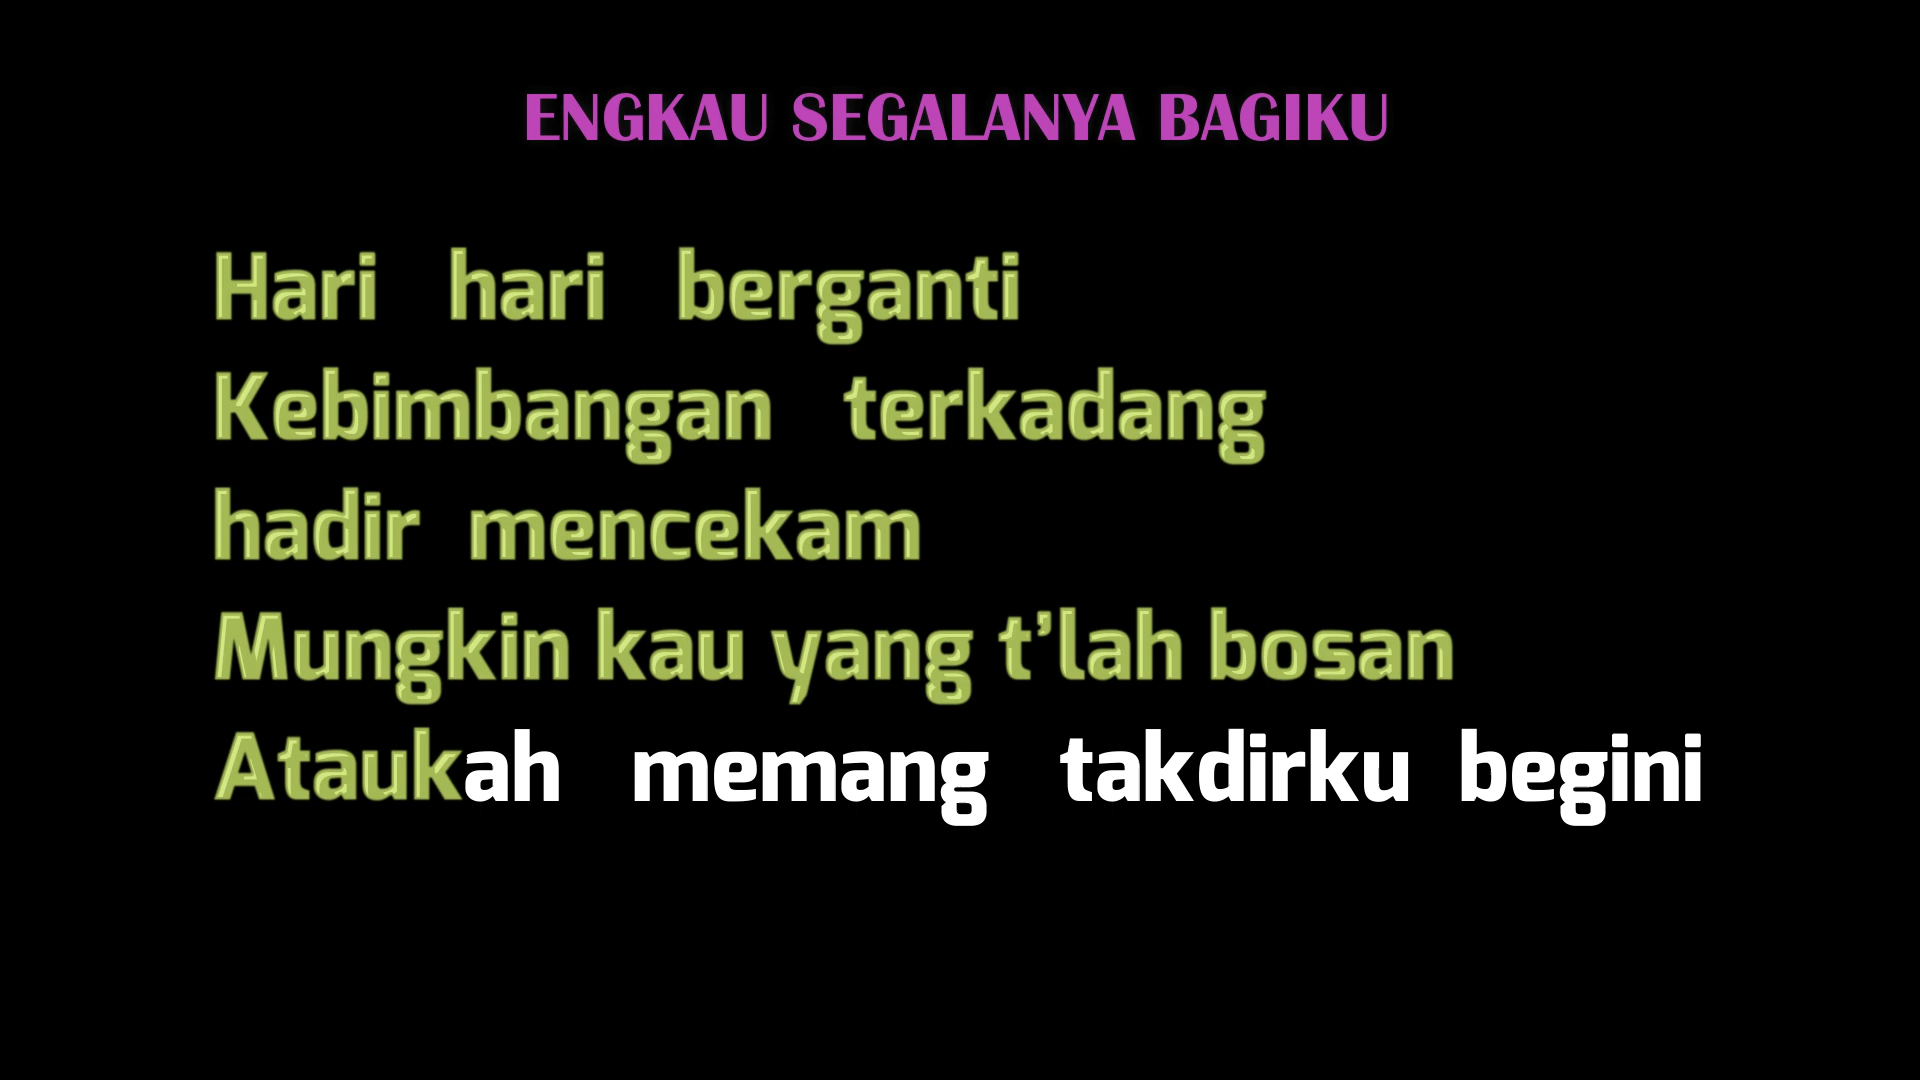 ENGKAU SEGALANYA BAGIKU
Hari hari berganti
Kebimbangan terkadang
hadir mencekam
Mungkin kau yang t’lah bosan
Ataukah memang takdirku begini